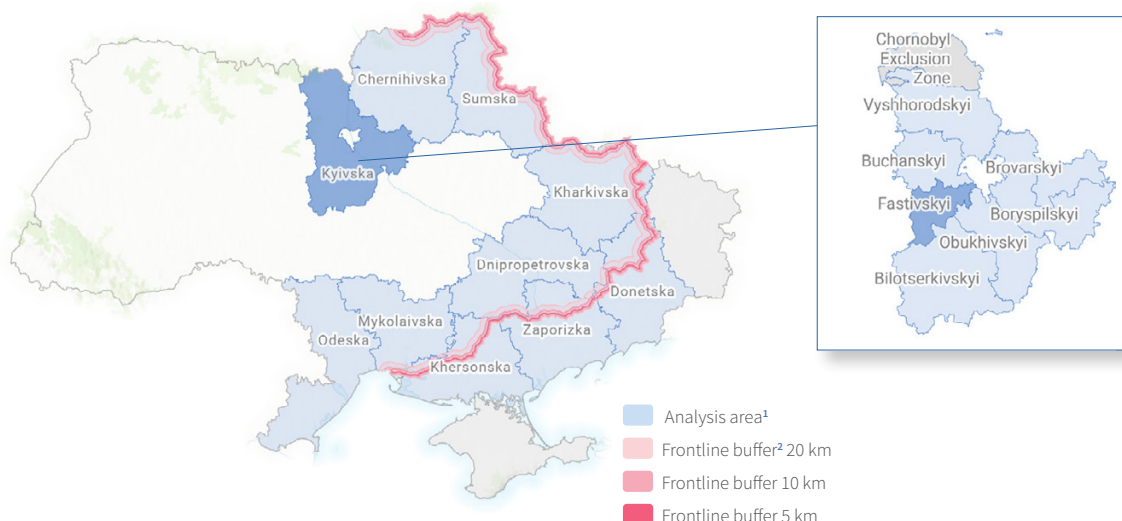 Chernihivska
Sumska
Kyivska
Kharkivska
Dnipropetrovska
Donetska
Mykolaivska
Zaporizka
Odeska
Khersonska
Chornobyl
Exclusion
Zone
Vyshhorodskyi
Buchanskyi
Brovarskyi
Fastivskyi
Boryspilskyi
Obukhivskyi
Bilotserkivskyi
Analysis area¹
Frontline buffer² 20 km
Frontline buffer 10 km
Frontline buffer 5 km